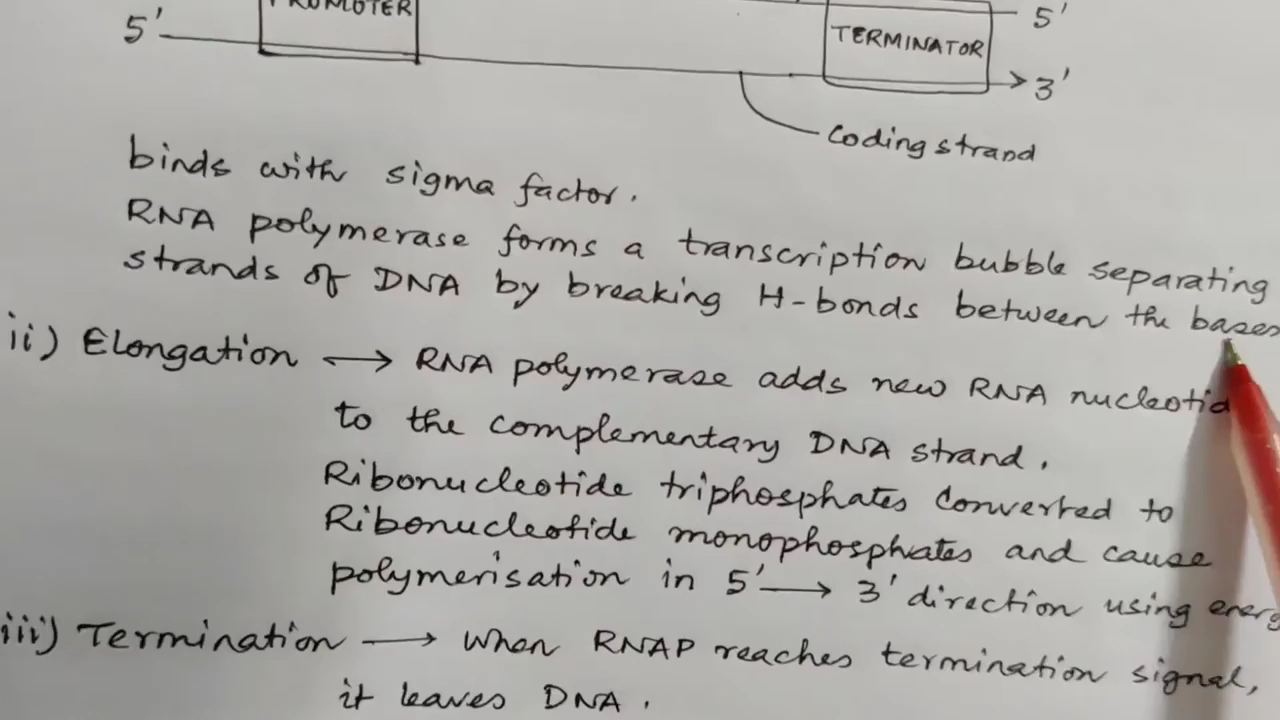 PROMOTER
5'
5'
TERMINATOR
3'
Coding strand
binds with sigma factor.
RNA polymerase forms a transcription bubble separating
strands of DNA by breaking H-bonds between the bases
ii) Elongation → RNA polymerase adds new RNA nucleotid
to the complementary DNA strand.
Ribonucleotide triphosphates converted to
Ribonucleotide monophosphates and cause
polymerisation in 5' → 3' direction using energ
iii) Termination → When RNAP reaches termination signal,
it leaves DNA.